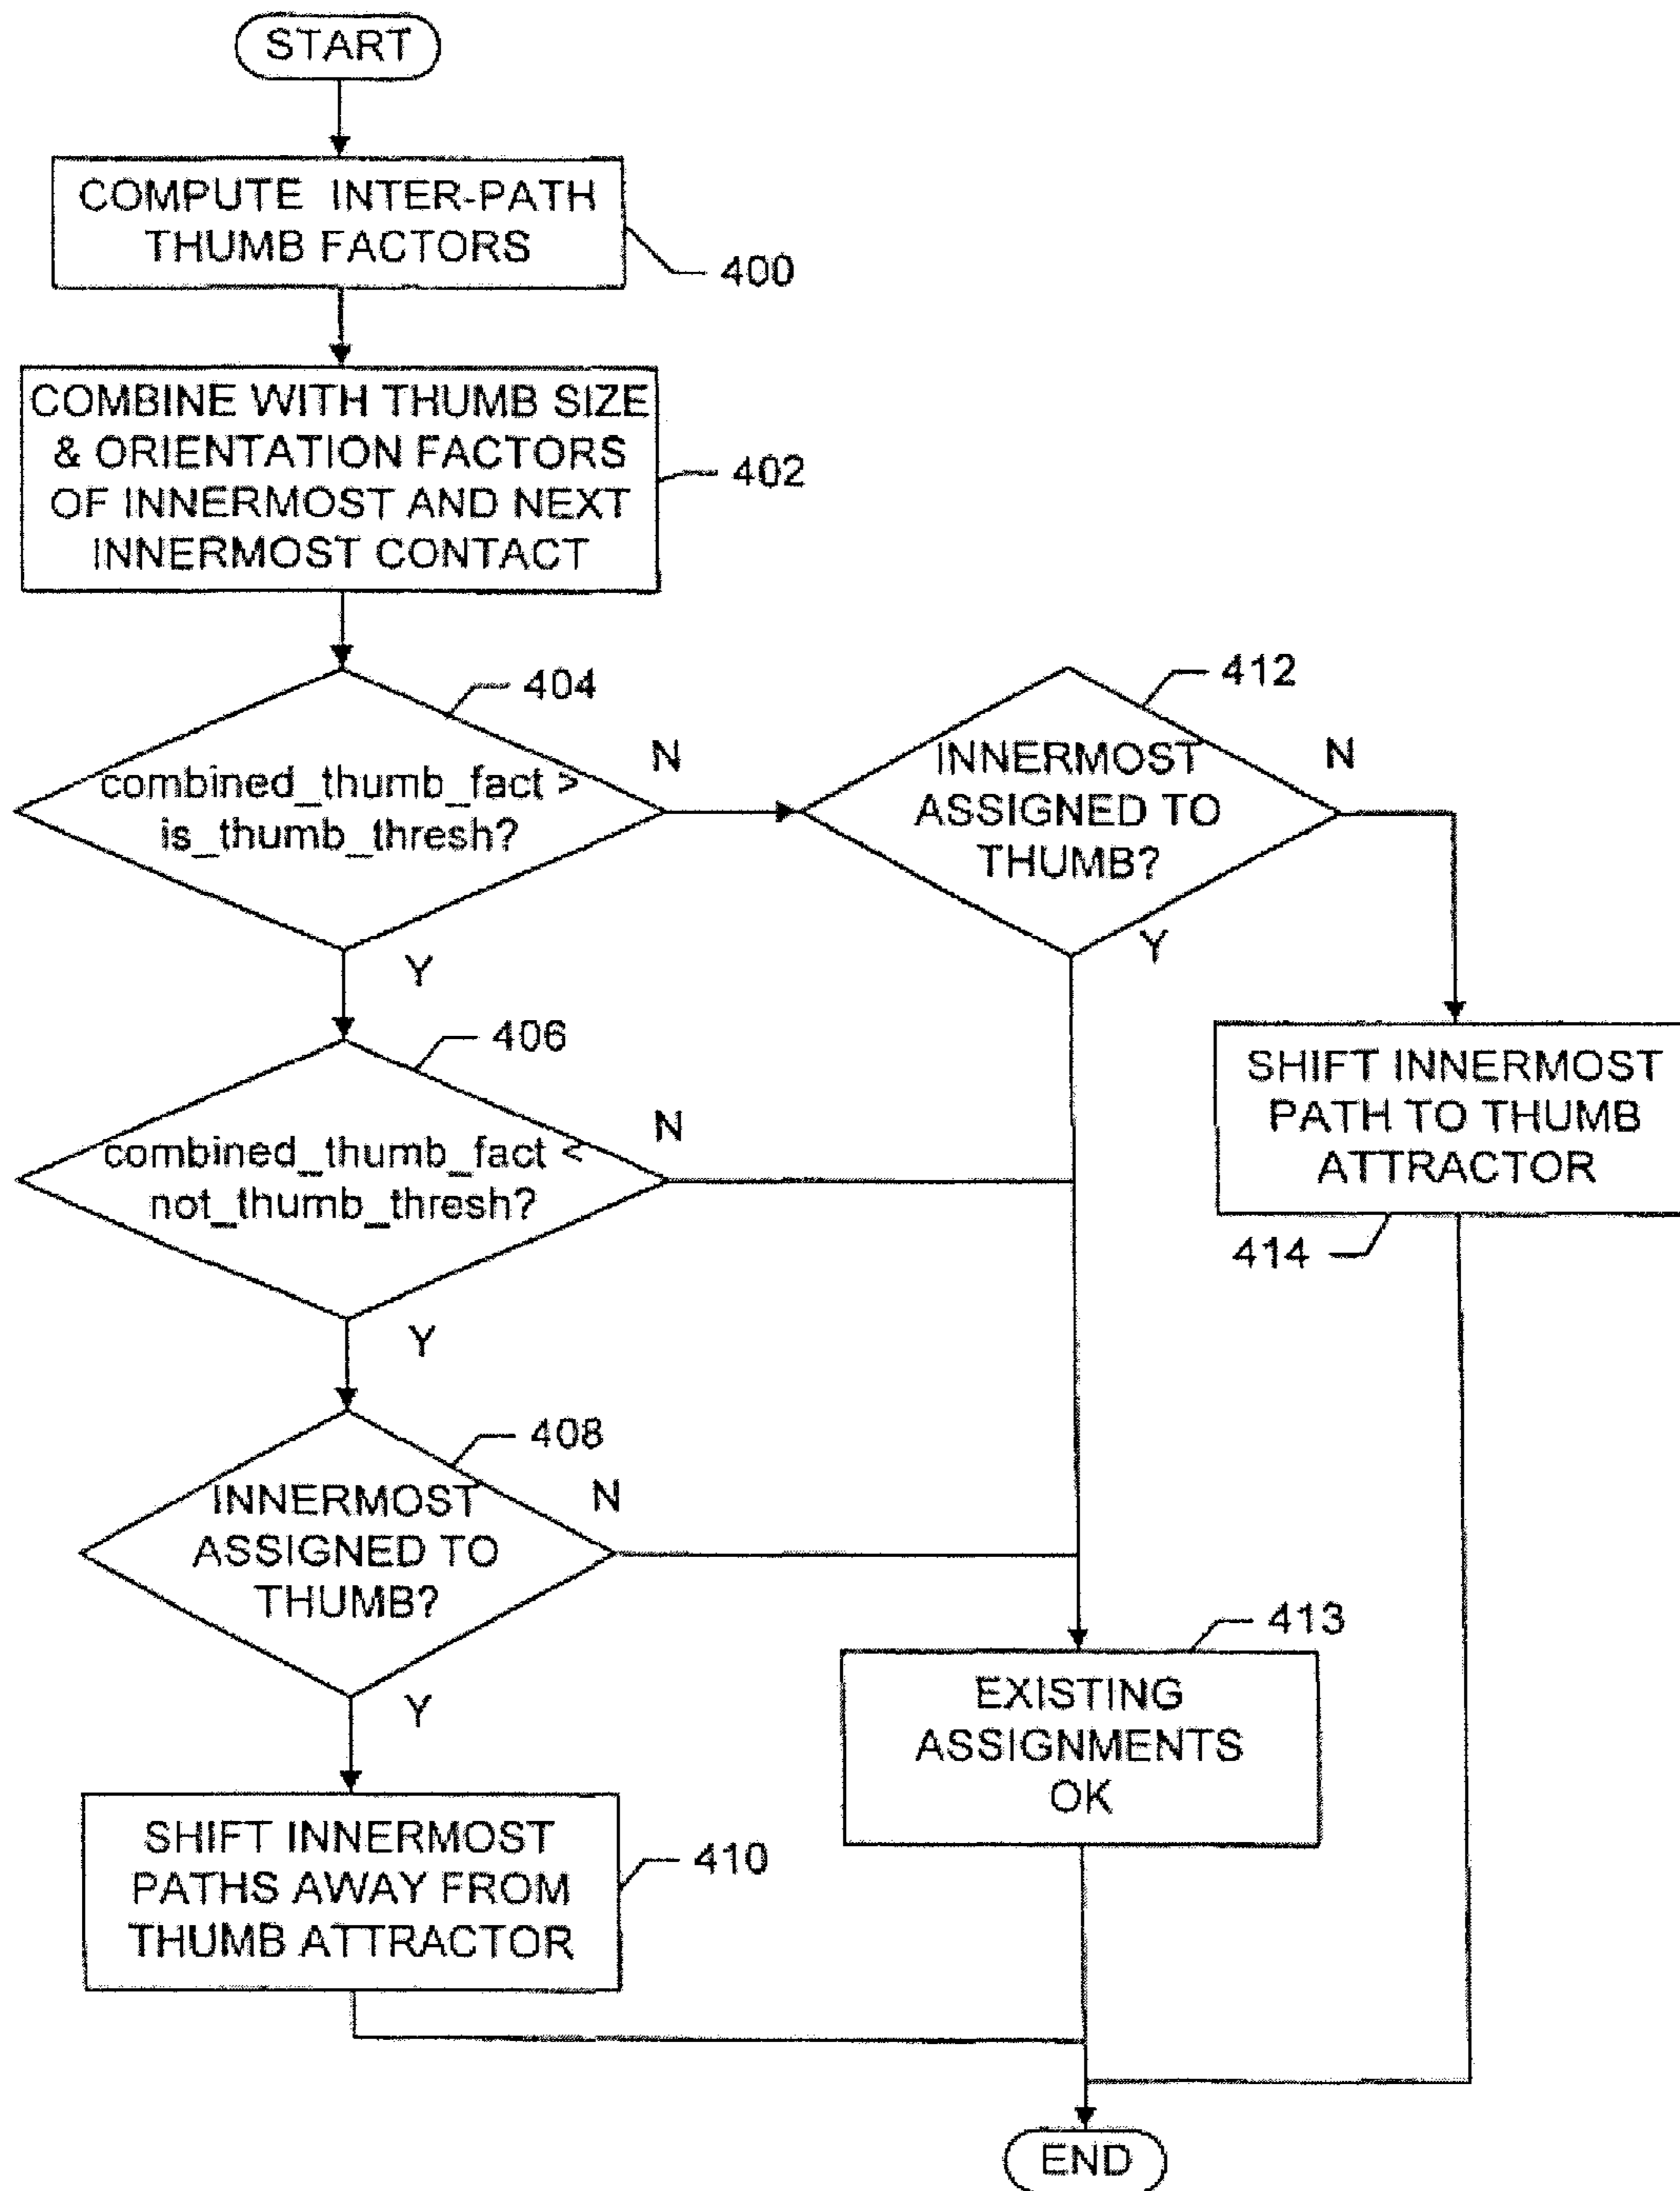 START
COMPUTE INTER-PATH
THUMB FACTORS
400
COMBINE WITH THUMB SIZE
& ORIENTATION FACTORS
OF INNERMOST AND NEXT
INNERMOST CONTACT
402
404
combined_thumb_fact >
is_thumb_thresh?
N
Y
412
INNERMOST
ASSIGNED TO
THUMB?
N
Y
406
combined_thumb_fact <
not_thumb_thresh?
N
Y
SHIFT INNERMOST
PATH TO THUMB
ATTRACTOR
414
408
INNERMOST
ASSIGNED TO
THUMB?
N
Y
413
EXISTING
ASSIGNMENTS
OK
SHIFT INNERMOST
PATHS AWAY FROM
THUMB ATTRACTOR
410
END